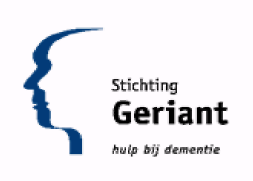 Stichting
Geriant
hulp bij dementie